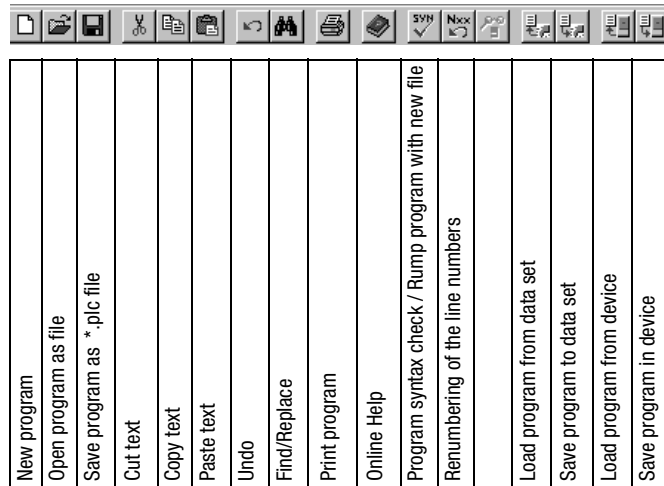 SYN
Nxx
New program
Open program as file
Save program as *.plc file
Cut text
Copy text
Paste text
Undo
Find/Replace
Print program
Online Help
Program syntax check / Rump program with new file
Renumbering of the line numbers
Load program from data set
Save program to data set
Load program from device
Save program in device